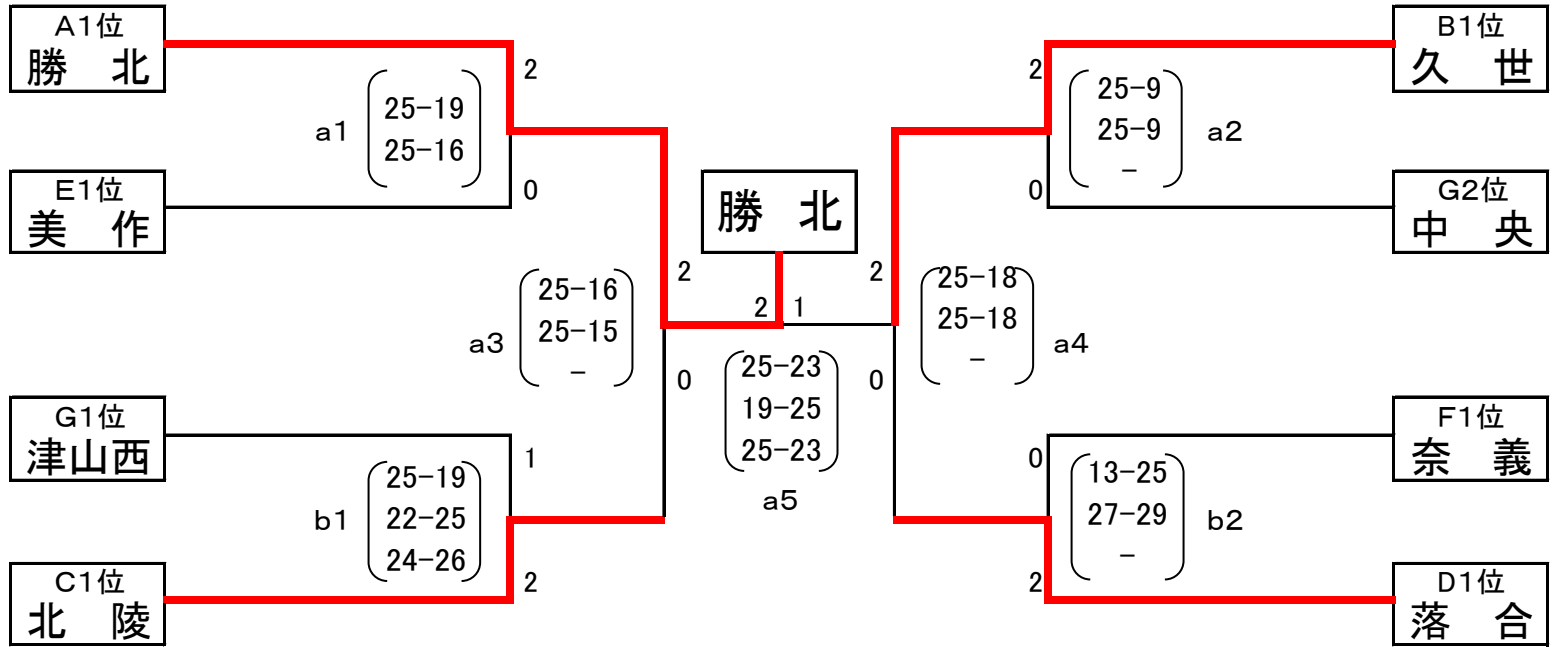 A1位
勝　北
2
a1
25-19
25-16
E1位
美　作
0
B1位
久　世
2
25-9
25-9
-
a2
G2位
中　央
0
勝　北
2
a3
25-16
25-15
-
0
2 1
25-23
19-25
25-23
a5
2
25-18
25-18
-
a4
0
G1位
津山西
1
b1
25-19
22-25
24-26
C1位
北　陵
2
F1位
奈　義
0
13-25
27-29
-
b2
D1位
落　合
2